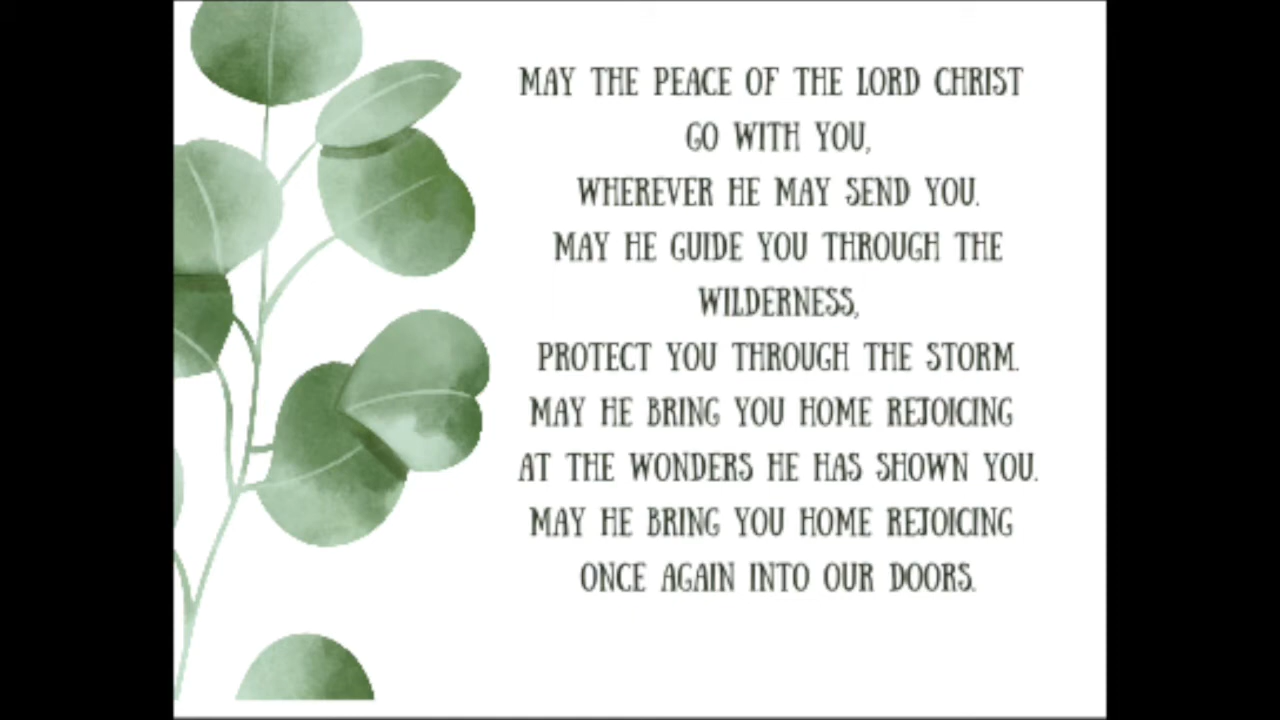 MAY THE PEACE OF THE LORD CHRIST
GO WITH YOU,
WHEREVER HE MAY SEND YOU.
MAY HE GUIDE YOU THROUGH THE
WILDERNESS,
PROTECT YOU THROUGH THE STORM.
MAY HE BRING YOU HOME REJOICING
AT THE WONDERS HE HAS SHOWN YOU.
MAY HE BRING YOU HOME REJOICING
ONCE AGAIN INTO OUR DOORS.